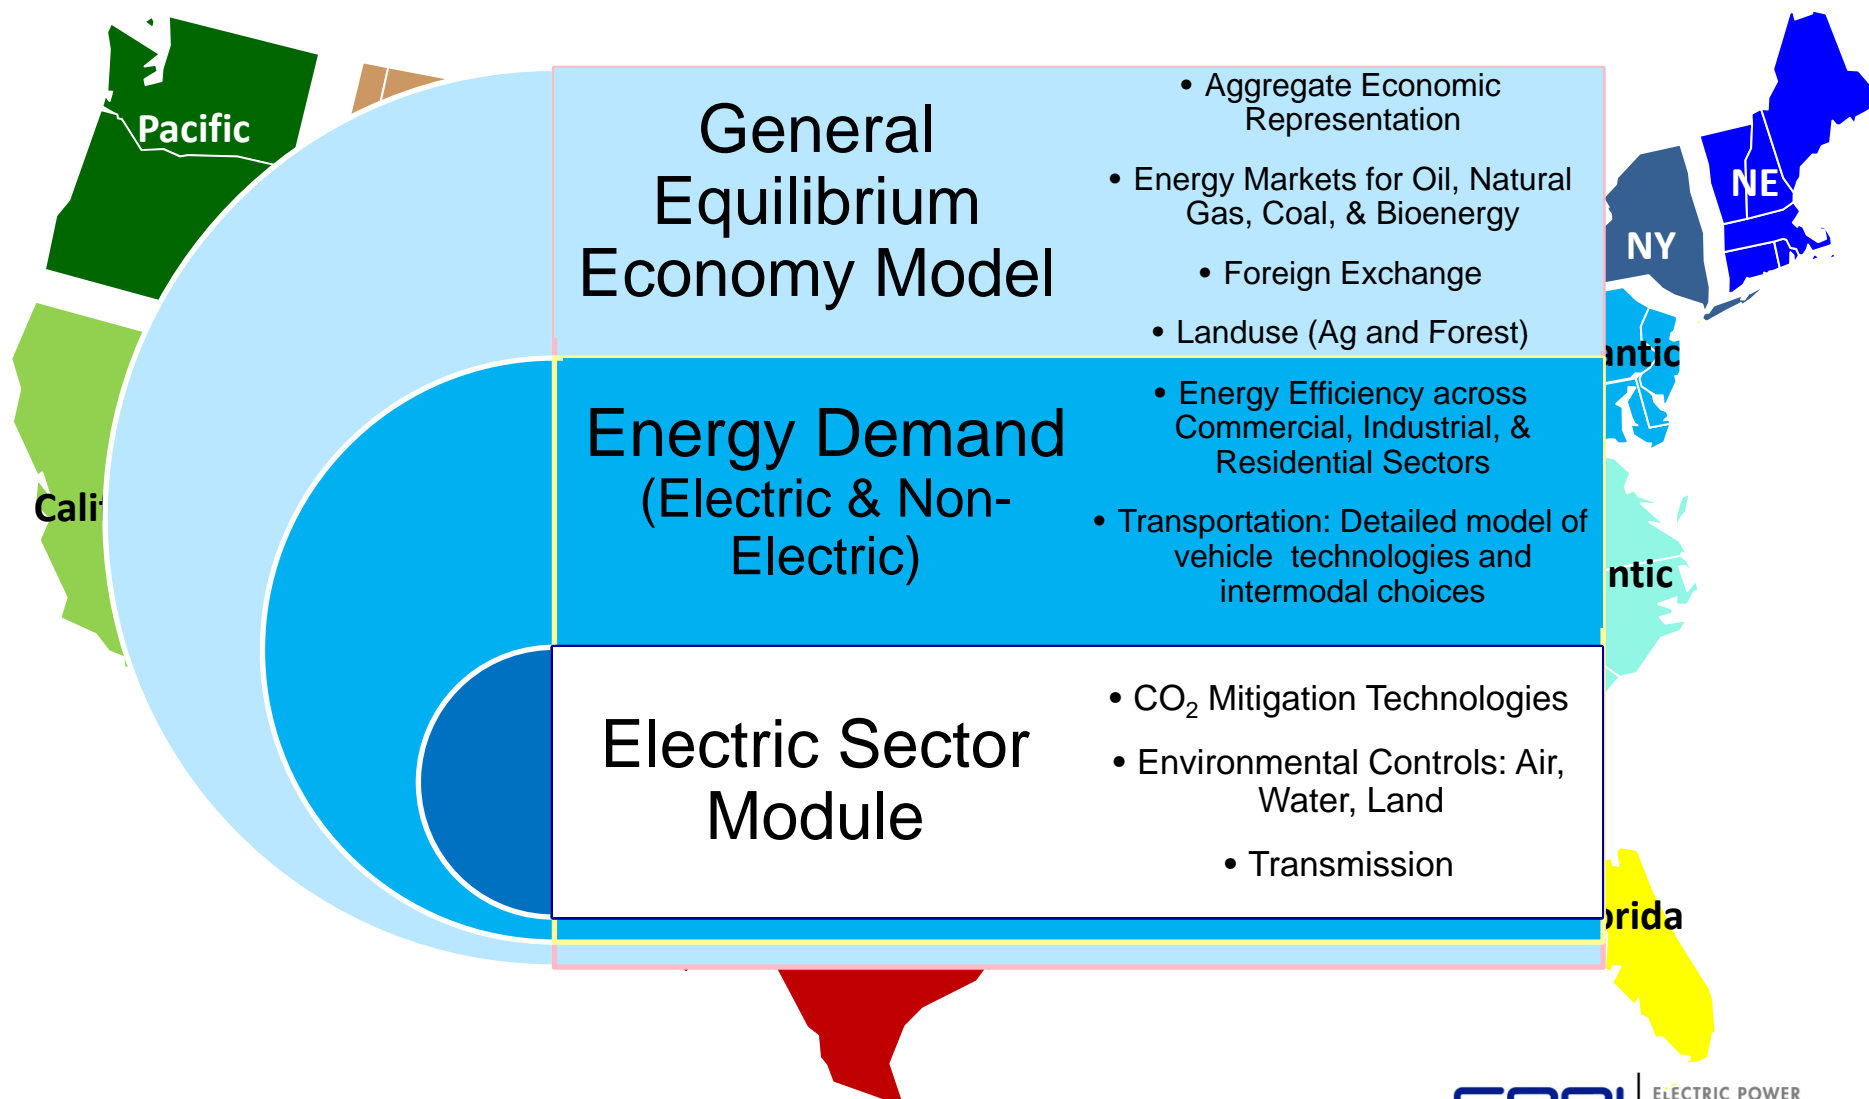 Pacific
General
Equilibrium
Economy Model
• Aggregate Economic
Representation
• Energy Markets for Oil, Natural
Gas, Coal, & Bioenergy
• Foreign Exchange
• Landuse (Ag and Forest)
NE
NY
antic
Energy Demand
(Electric & Non-
Electric)
• Energy Efficiency across
Commercial, Industrial, &
Residential Sectors
• Transportation: Detailed model of
vehicle technologies and
intermodal choices
Cali
ntic
Electric Sector
Module
• CO₂ Mitigation Technologies
• Environmental Controls: Air,
Water, Land
• Transmission
orida
ELECTRIC POWER